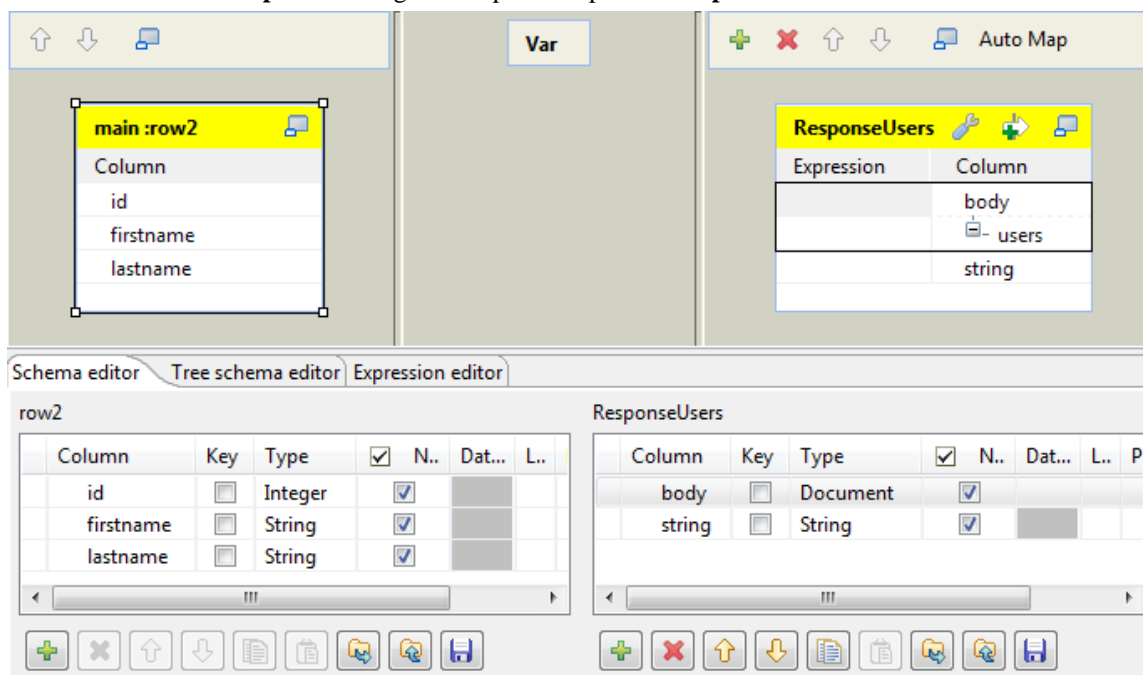 Var
Auto Map
main :row2
Column
id
firstname
lastname
ResponseUsers
Expression Column
body
users
string
Schema editor Tree schema editor Expression editor
row2
Column Key Type N.. Dat... L..
id Integer
firstname String
lastname String
ResponseUsers
Column Key Type N.. Dat... L.. P
body Document
string String